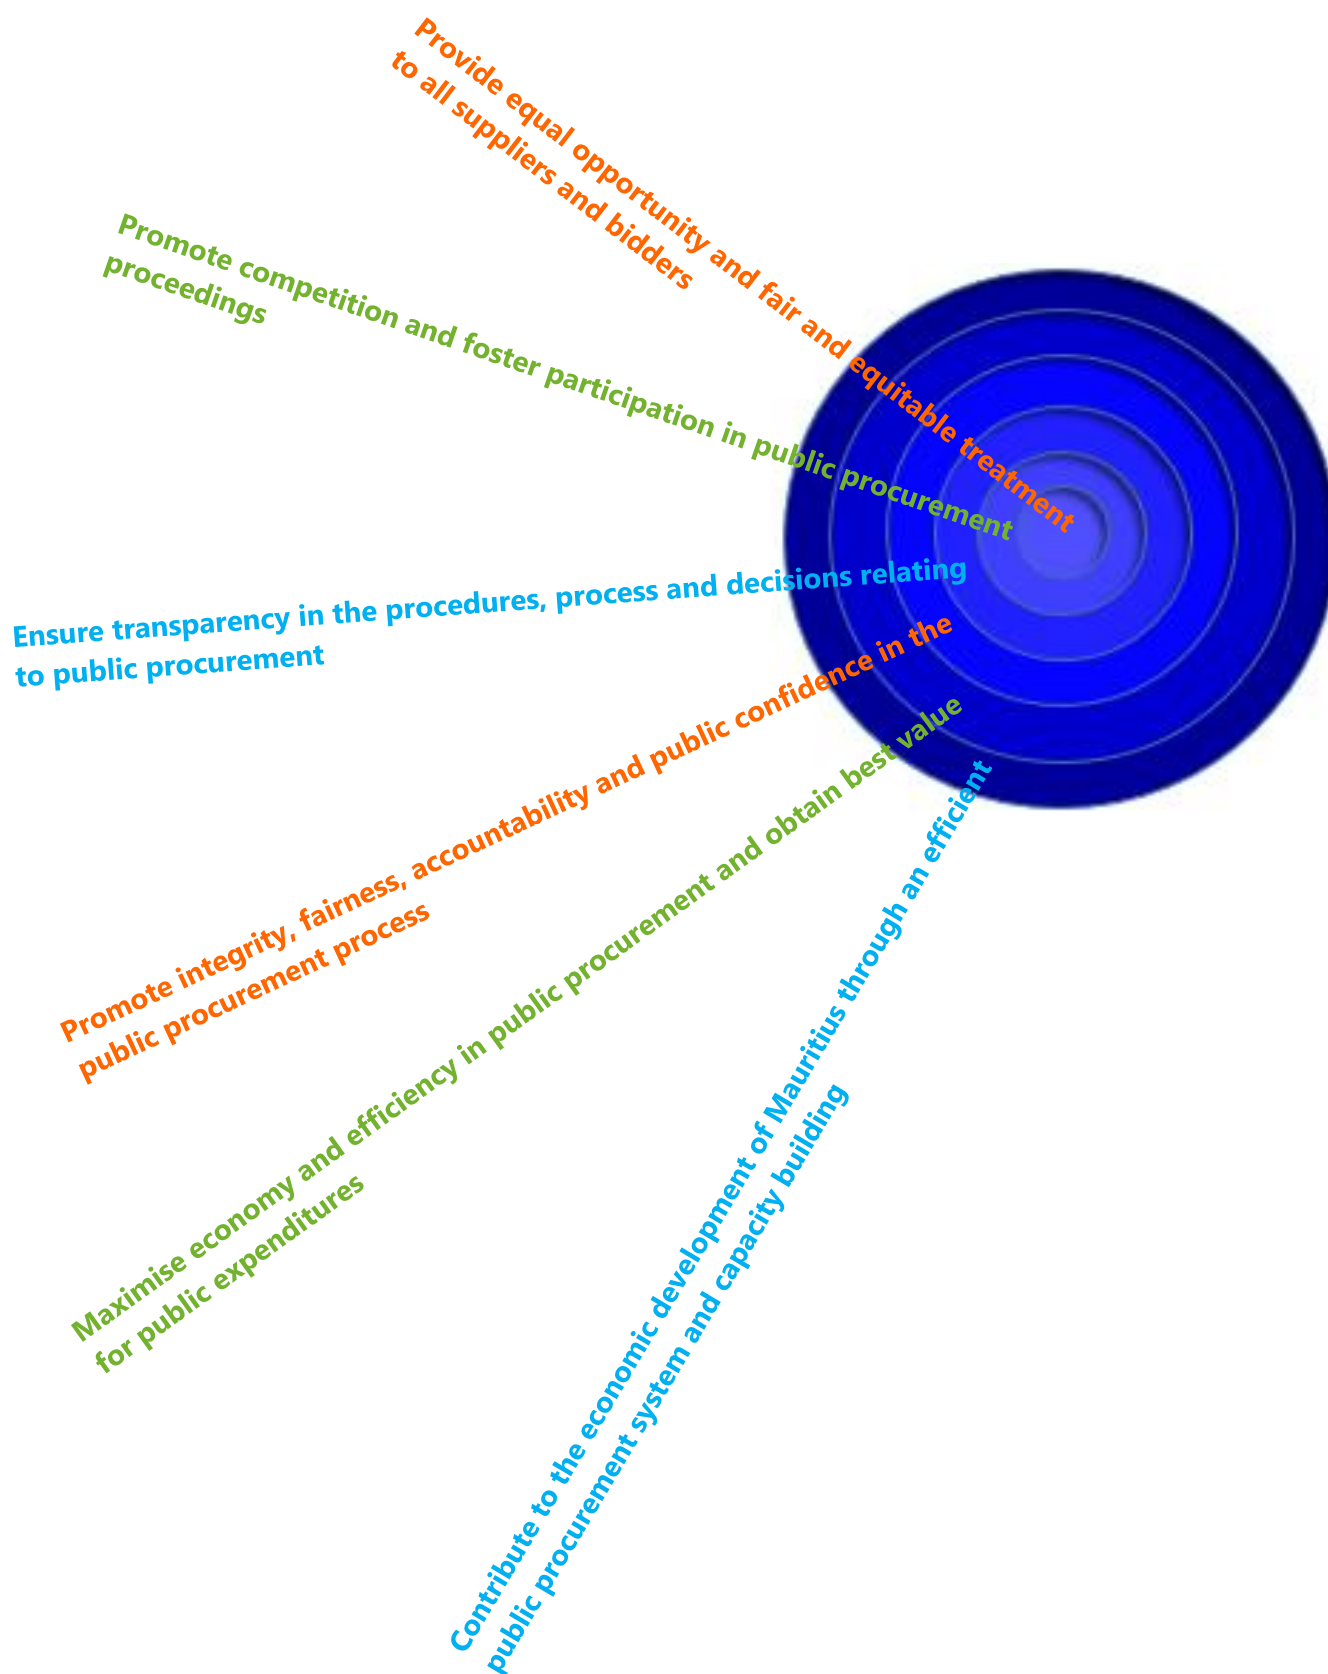 Provide equal opportunity and fair and equitable treatment
to all suppliers and bidders
Promote competition and foster participation in public procurement
proceedings
Ensure transparency in the procedures, process and decisions relating
to public procurement
Promote integrity, fairness, accountability and public confidence in the
public procurement process
Maximise economy and efficiency in public procurement and obtain best value
for public expenditures
Contribute to the economic development of Mauritius through an efficient
public procurement system and capacity building